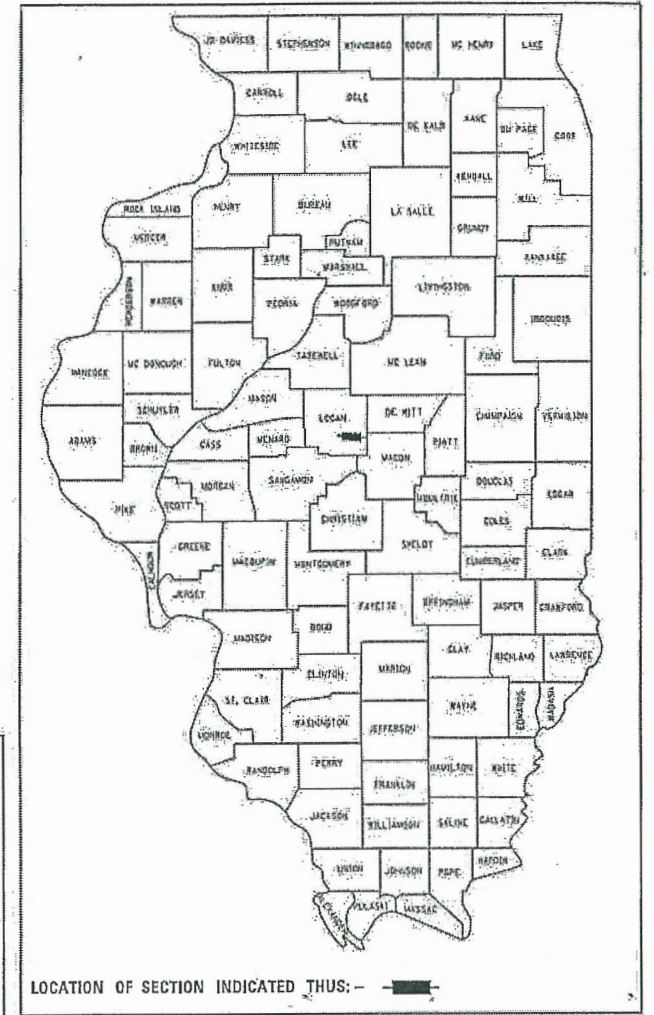 JO DAVIESS STEPHENSON WINNEBAGO BOONE MC HENRY LAKE
CARROLL OGLE
DE KALB KANE DU PAGE COOK
WHITESIDE LEE
KENDALL WILL
ROCK ISLAND HENRY BUREAU LA SALLE GRUNDY
MERCER PUTNAM
STARK MARSHALL KANKAKEE
HENDERSON WARREN KNOX PEORIA WOODFORD LIVINGSTON IROQUOIS
HANCOCK MC DONOUGH FULTON TAZEWELL MC LEAN FORD
MASON
SCHUYLER LOGAN DE WITT CHAMPAIGN VERMILION
ADAMS BROWN CASS MENARD MACON PIATT
PIKE SCOTT MORGAN SANGAMON MOULTRIE DOUGLAS EDGAR
CHRISTIAN COLES
GREENE MACOUPIN MONTGOMERY SHELBY CUMBERLAND CLARK
CALHOUN JERSEY
FAYETTE EFFINGHAM JASPER CRAWFORD
MADISON BOND
CLAY RICHLAND LAWRENCE
CLINTON MARION
ST. CLAIR WAYNE EDWARDS WABASH
MONROE WASHINGTON JEFFERSON
RANDOLPH PERRY HAMILTON WHITE
FRANKLIN
JACKSON WILLIAMSON SALINE GALLATIN
UNION JOHNSON POPE HARDIN
ALEXANDER PULASKI MASSAC
LOCATION OF SECTION INDICATED THUS:-